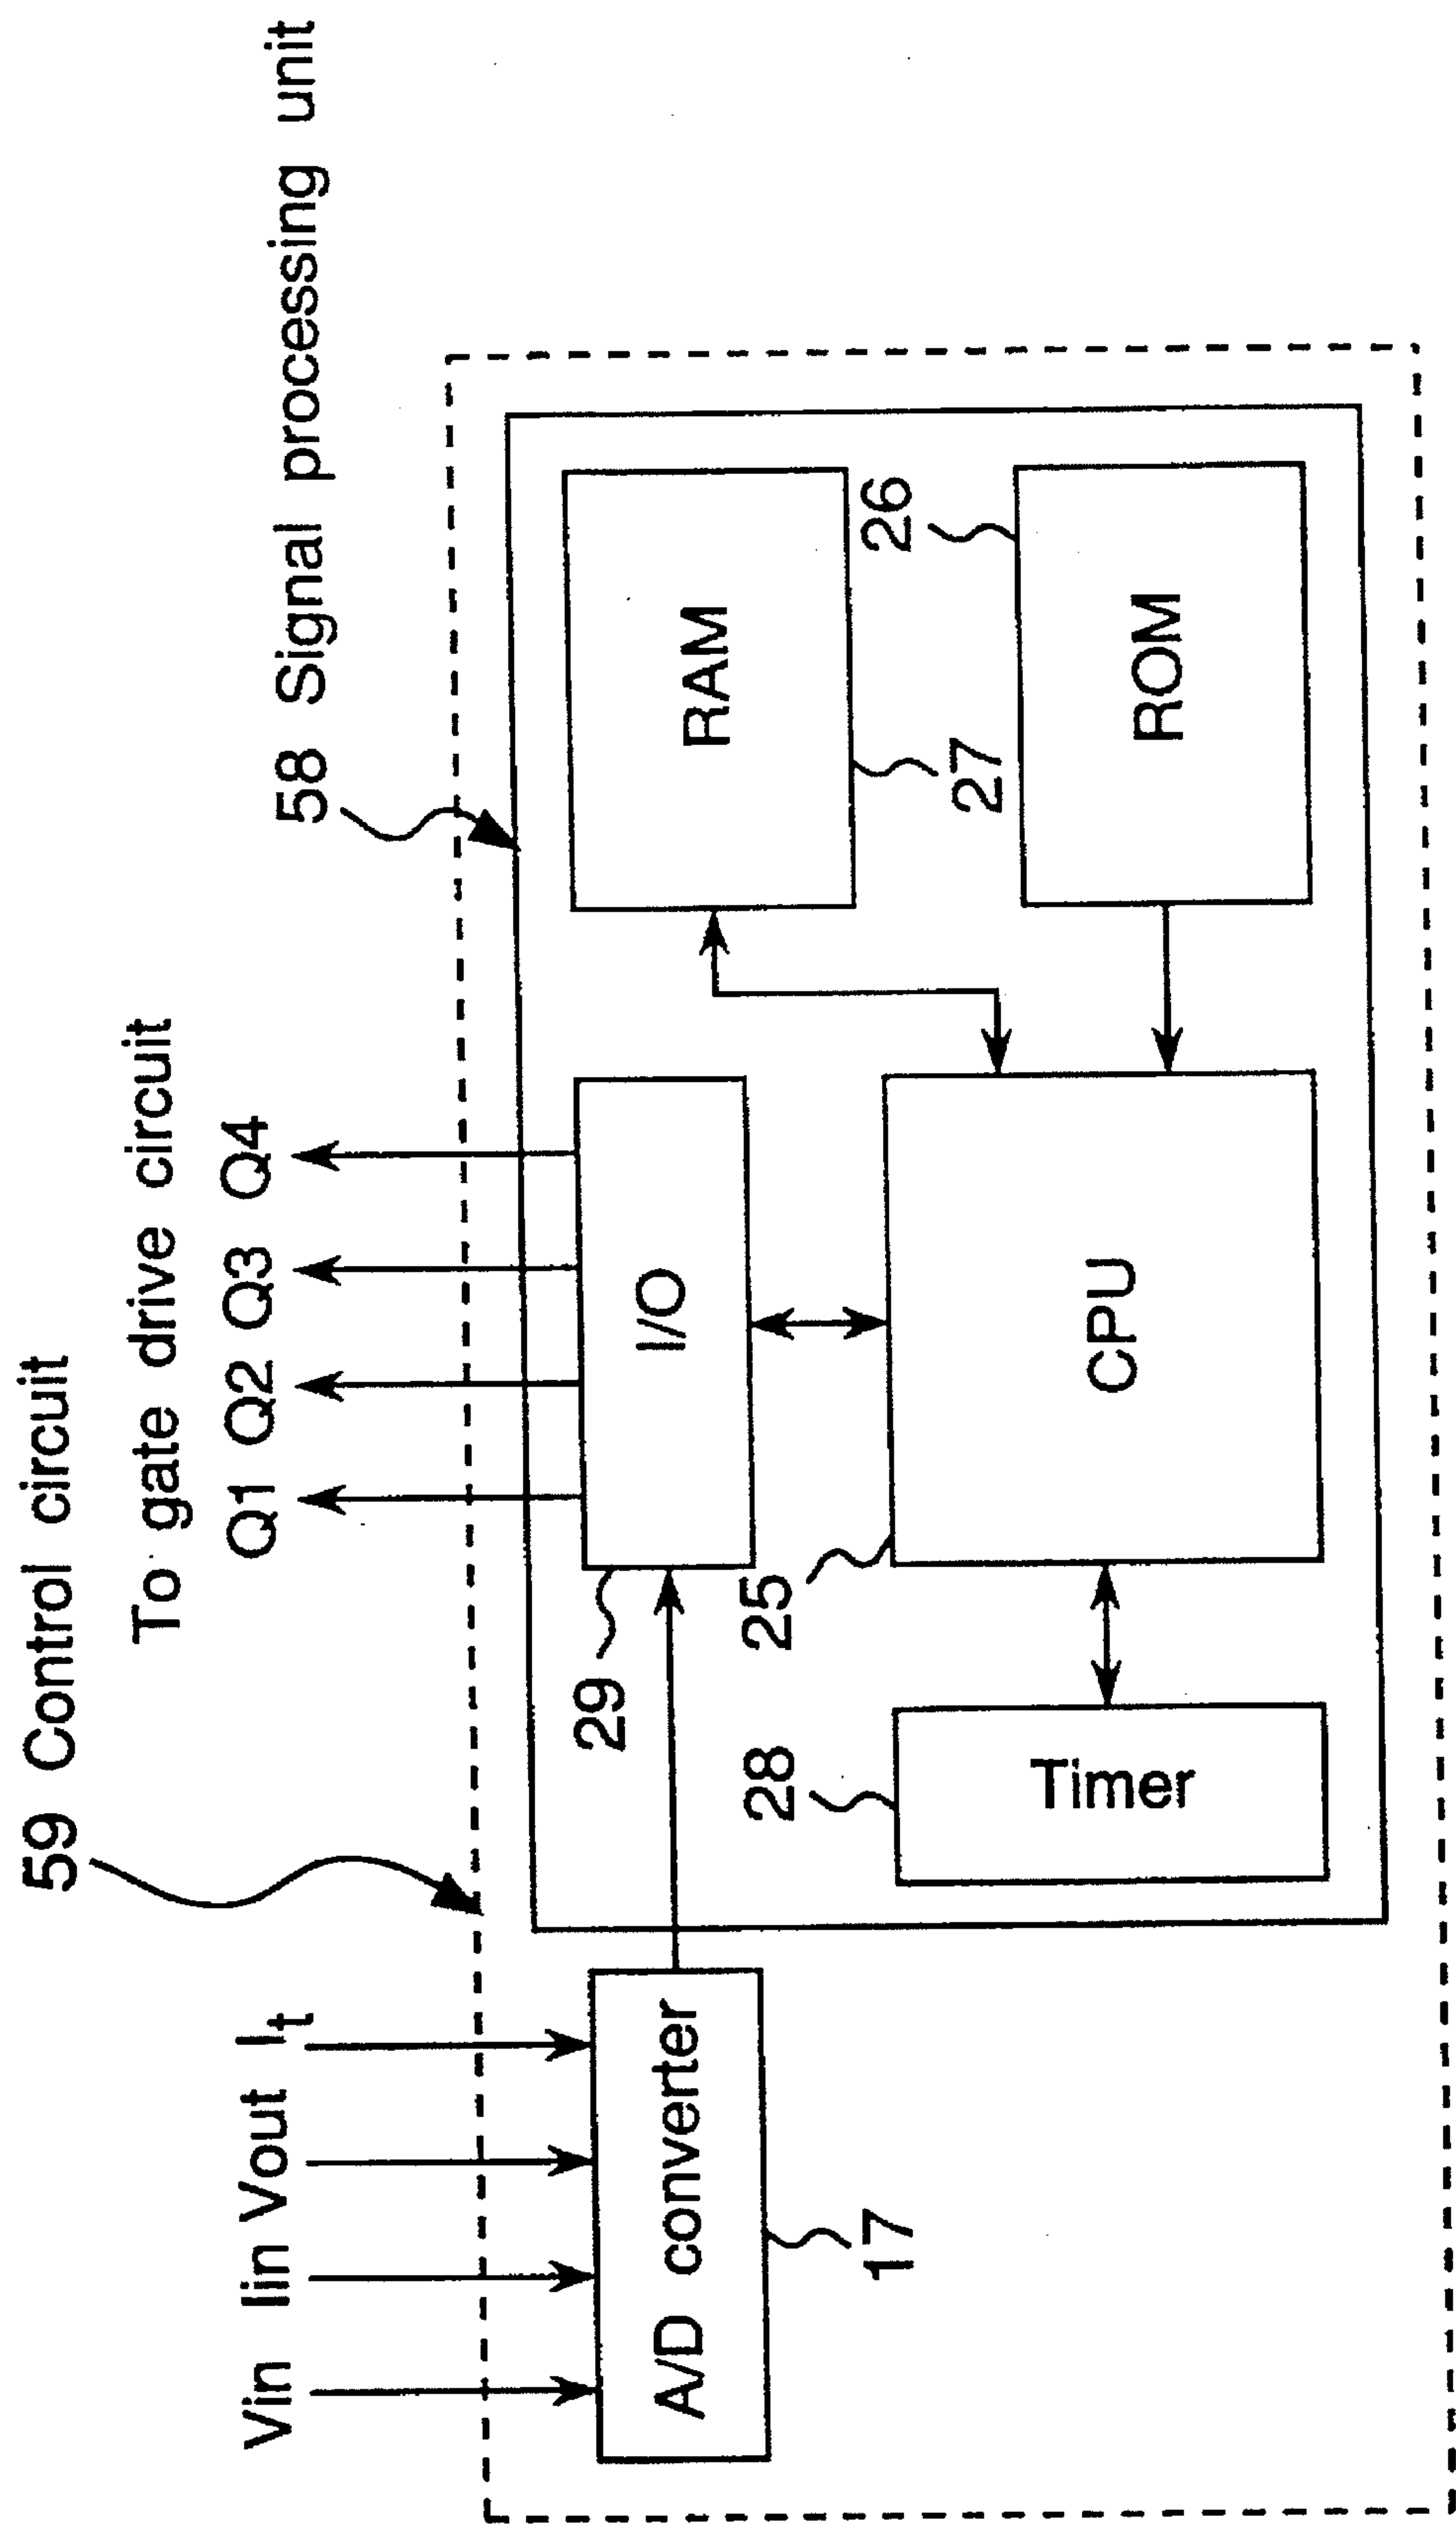 59 Control circuit
To gate drive circuit
58 Signal processing unit
Vin Iin Vout It
Q1 Q2 Q3 Q4
A/D converter
17
29
I/O
RAM
27
26
ROM
25
CPU
28
Timer